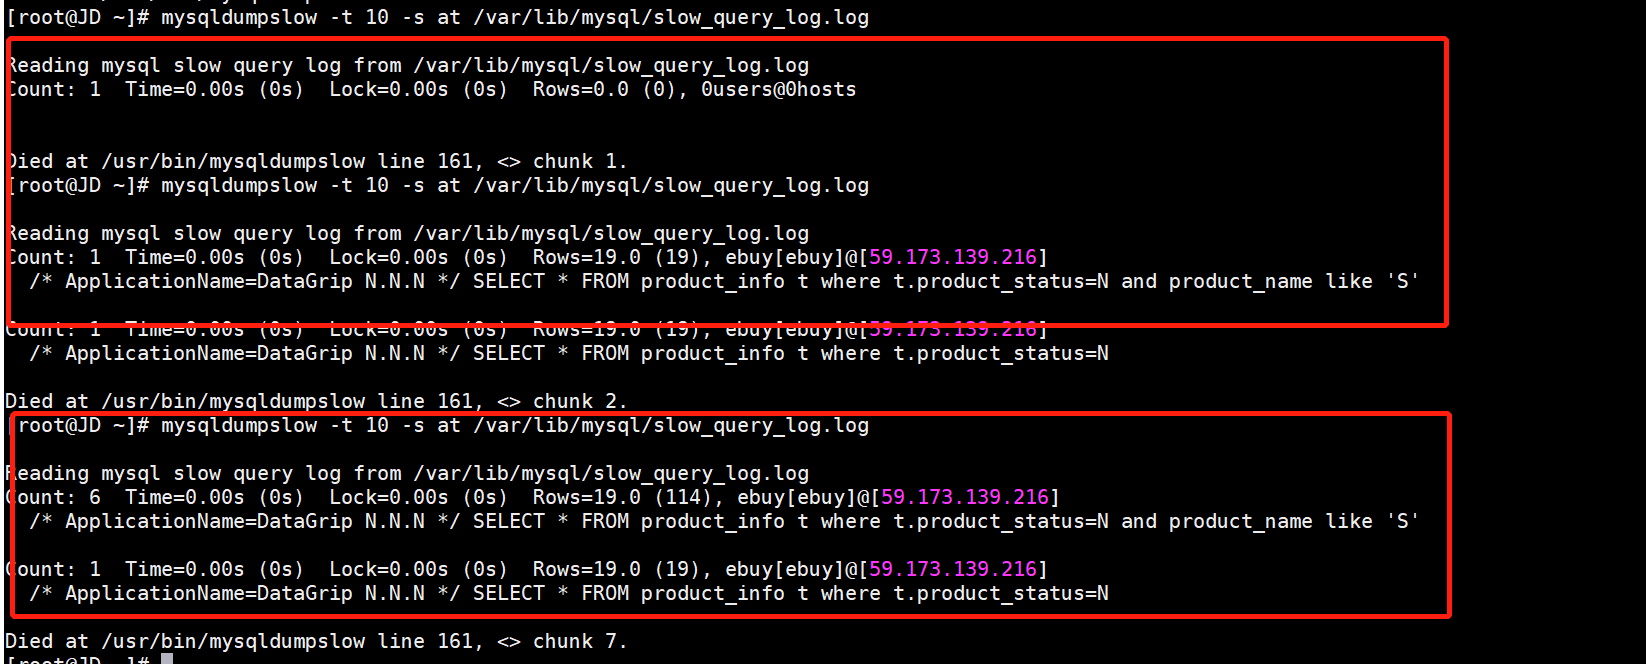 [root@JD ~]# mysqldumpslow -t 10 -s at /var/lib/mysql/slow_query_log.log
Reading mysql slow query log from /var/lib/mysql/slow_query_log.log
Count: 1  Time=0.00s (0s)  Lock=0.00s (0s)  Rows=0.0 (0), 0users@0hosts
Died at /usr/bin/mysqldumpslow line 161, <> chunk 1.
[root@JD ~]# mysqldumpslow -t 10 -s at /var/lib/mysql/slow_query_log.log
Reading mysql slow query log from /var/lib/mysql/slow_query_log.log
Count: 1  Time=0.00s (0s)  Lock=0.00s (0s)  Rows=19.0 (19), ebuy[ebuy]@[59.173.139.216]
  /* ApplicationName=DataGrip N.N.N */ SELECT * FROM product_info t where t.product_status=N and product_name like 'S'
Count: 1  Time=0.00s (0s)  Lock=0.00s (0s)  Rows=19.0 (19), ebuy[ebuy]@[59.173.139.216]
  /* ApplicationName=DataGrip N.N.N */ SELECT * FROM product_info t where t.product_status=N
Died at /usr/bin/mysqldumpslow line 161, <> chunk 2.
[root@JD ~]# mysqldumpslow -t 10 -s at /var/lib/mysql/slow_query_log.log
Reading mysql slow query log from /var/lib/mysql/slow_query_log.log
Count: 6  Time=0.00s (0s)  Lock=0.00s (0s)  Rows=19.0 (114), ebuy[ebuy]@[59.173.139.216]
  /* ApplicationName=DataGrip N.N.N */ SELECT * FROM product_info t where t.product_status=N and product_name like 'S'
Count: 1  Time=0.00s (0s)  Lock=0.00s (0s)  Rows=19.0 (19), ebuy[ebuy]@[59.173.139.216]
  /* ApplicationName=DataGrip N.N.N */ SELECT * FROM product_info t where t.product_status=N
Died at /usr/bin/mysqldumpslow line 161, <> chunk 7.
[root@JD ~]#